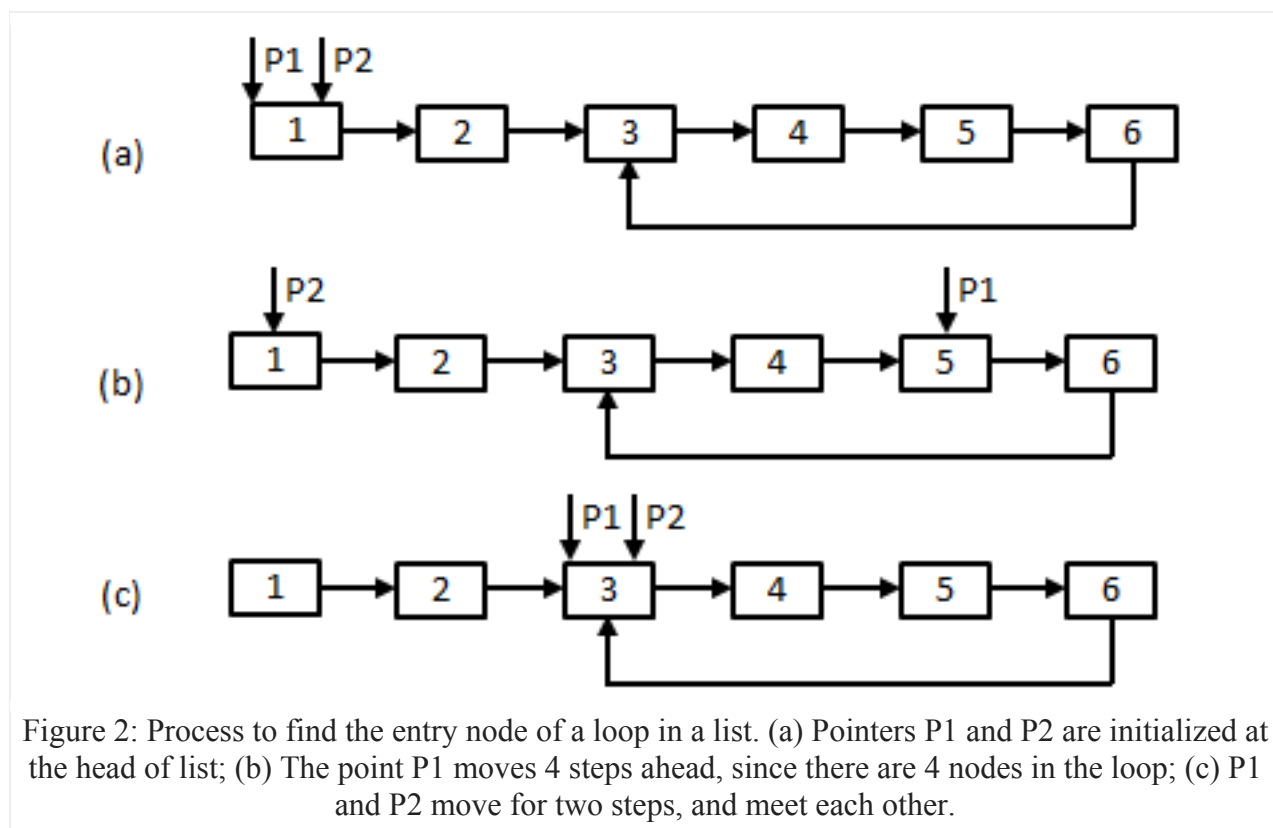 P1 P2
(a) 1 2 3 4 5 6
P2 P1
(b) 1 2 3 4 5 6
P1 P2
(c) 1 2 3 4 5 6
Figure 2: Process to find the entry node of a loop in a list. (a) Pointers P1 and P2 are initialized at
the head of list; (b) The point P1 moves 4 steps ahead, since there are 4 nodes in the loop; (c) P1
and P2 move for two steps, and meet each other.